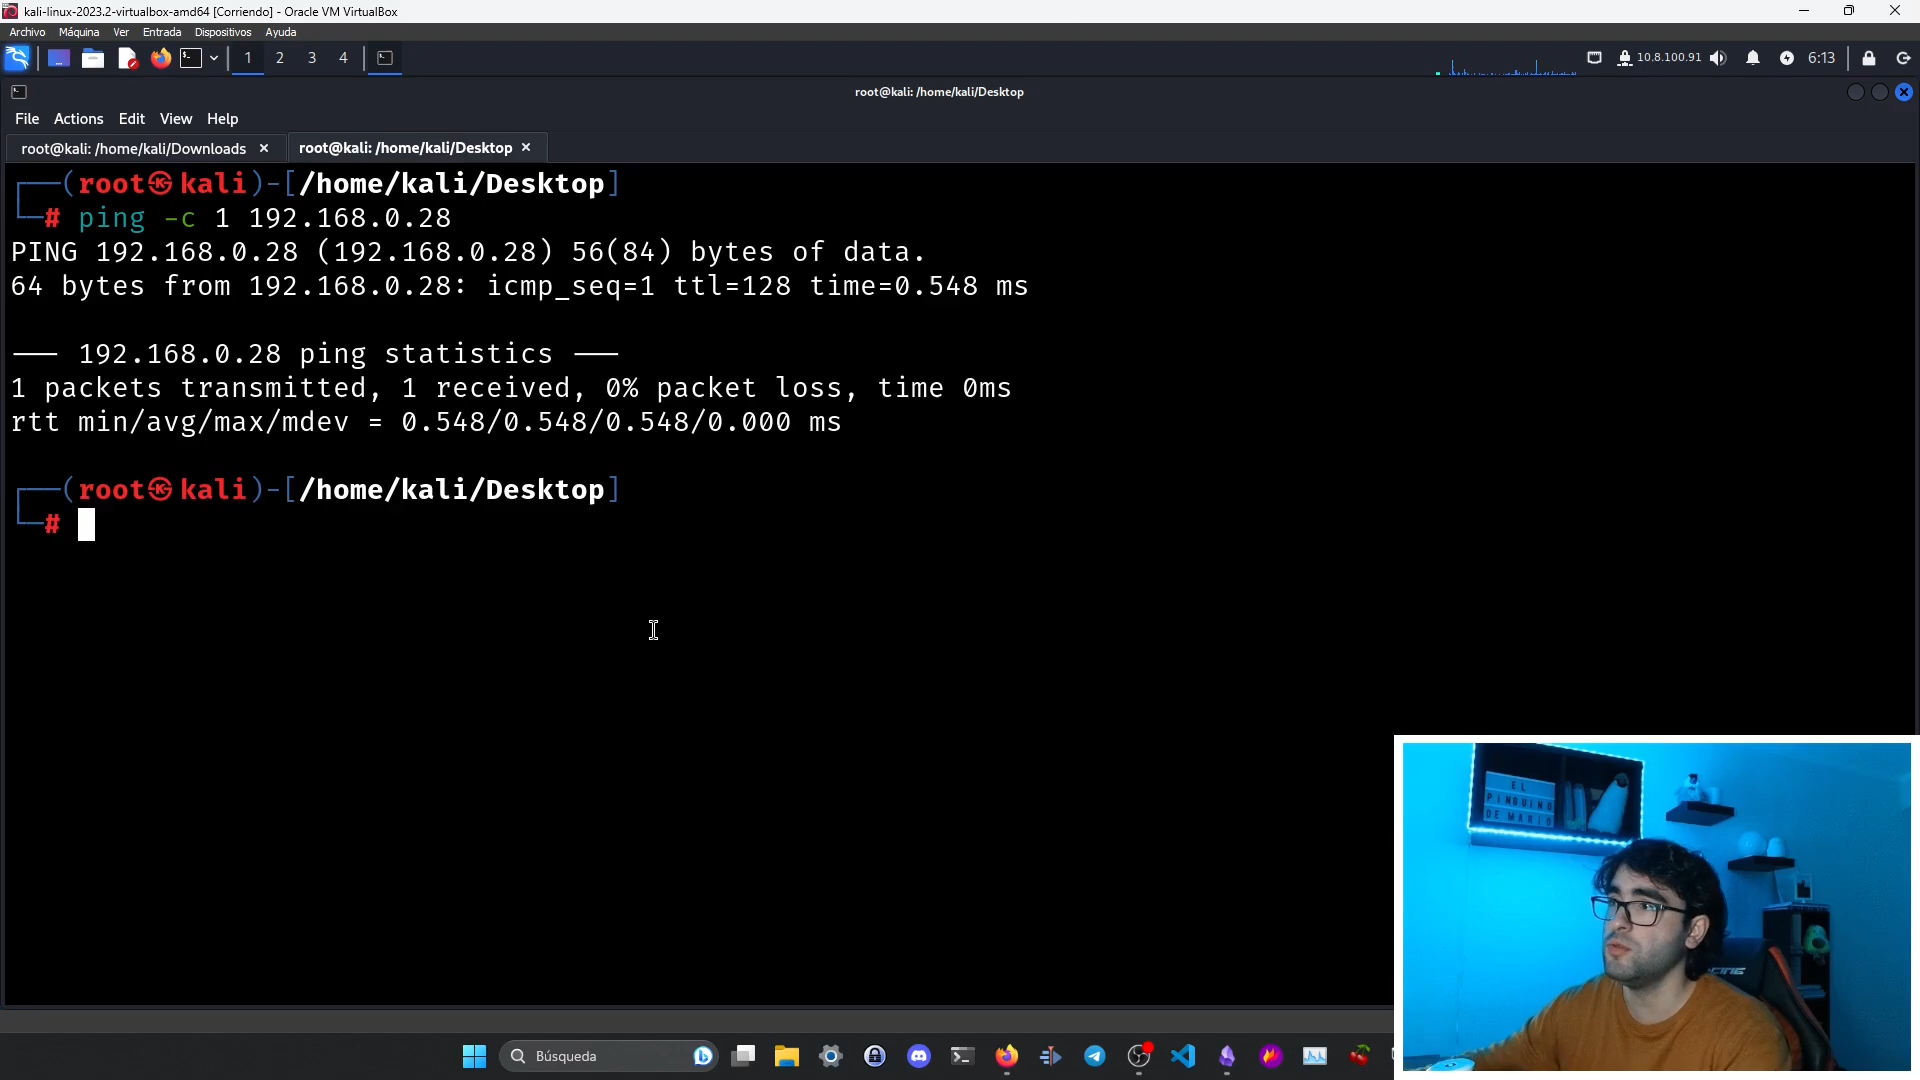 kali-linux-2023.2-virtualbox-amd64 [Corriendo] - Oracle VM VirtualBox
Archivo Máquina Ver Entrada Dispositivos Ayuda
1 2 3 4 10.8.100.91 6:13
root@kali: /home/kali/Desktop
File Actions Edit View Help
root@kali: /home/kali/Downloads × root@kali: /home/kali/Desktop ×
┌──(root㉿kali)-[/home/kali/Desktop]
└─# ping -c 1 192.168.0.28
PING 192.168.0.28 (192.168.0.28) 56(84) bytes of data.
64 bytes from 192.168.0.28: icmp_seq=1 ttl=128 time=0.548 ms
─── 192.168.0.28 ping statistics ───
1 packets transmitted, 1 received, 0% packet loss, time 0ms
rtt min/avg/max/mdev = 0.548/0.548/0.548/0.000 ms
┌──(root㉿kali)-[/home/kali/Desktop]
└─#
EL
PINGUINO
DE MARIO
Búsqueda